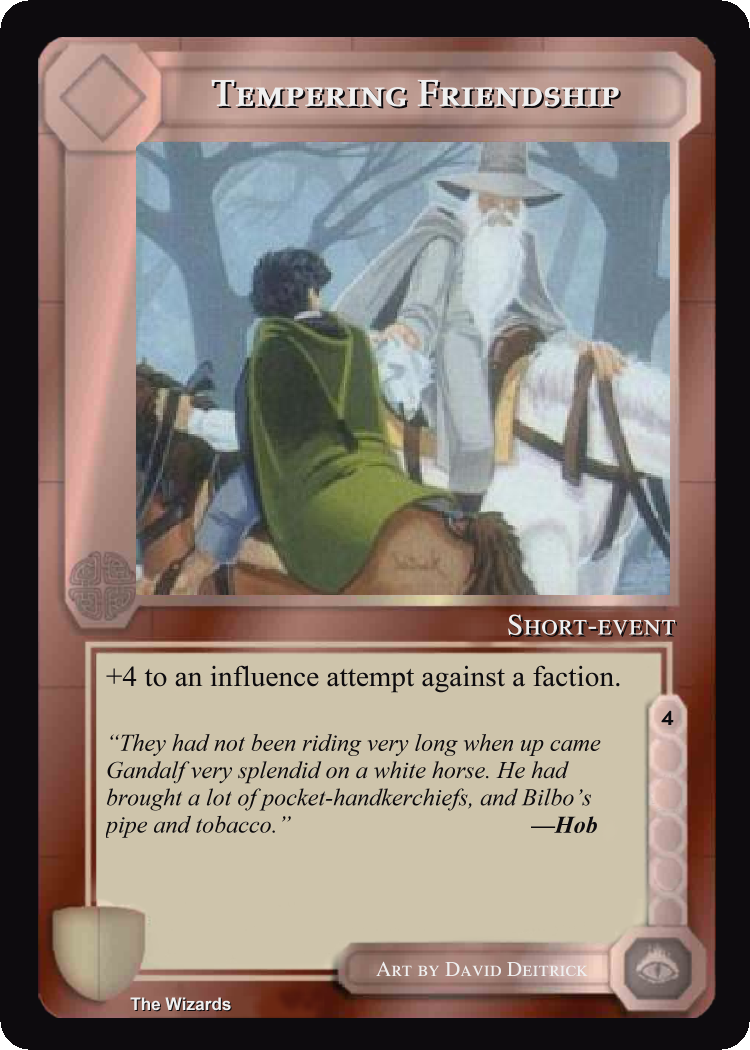 Tempering Friendship
Short-event
+4 to an influence attempt against a faction.
4
“They had not been riding very long when up came
Gandalf very splendid on a white horse. He had
brought a lot of pocket-handkerchiefs, and Bilbo’s
pipe and tobacco.” —Hob
Art by David Deitrick
The Wizards